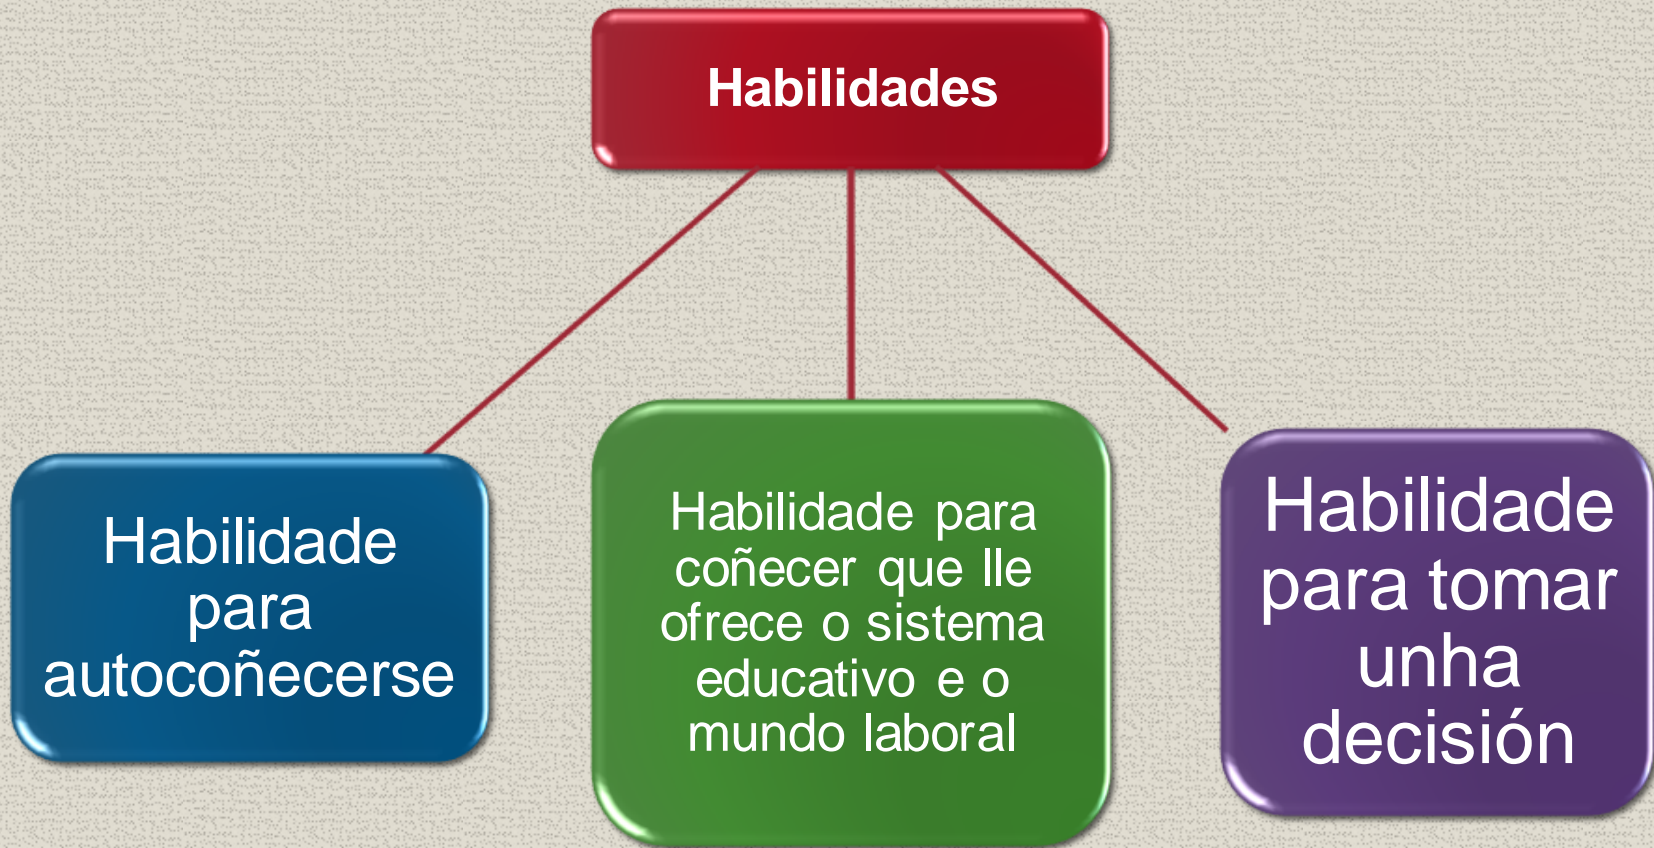 Habilidades
Habilidade
para
autocoñecerse
Habilidade para
coñecer que lle
ofrece o sistema
educativo e o
mundo laboral
Habilidade
para tomar
unha
decisión